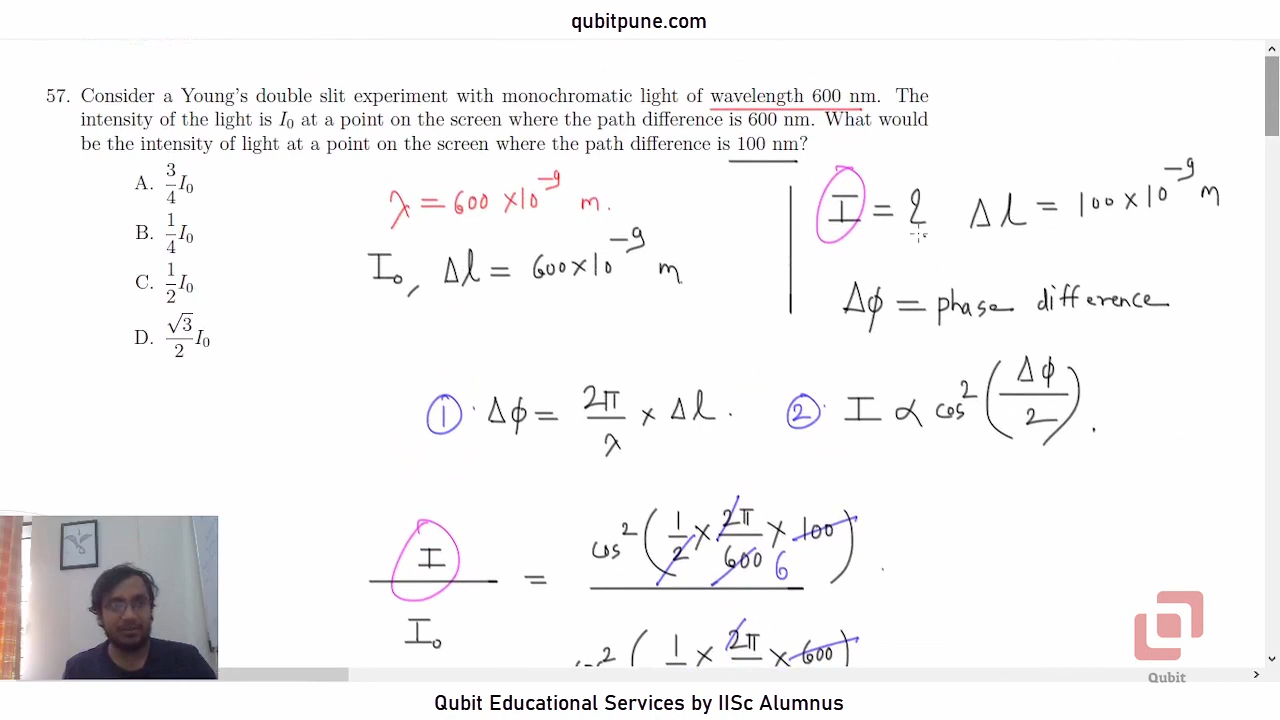 qubitpune.com
57. Consider a Young's double slit experiment with monochromatic light of wavelength 600 nm. The
intensity of the light is I₀ at a point on the screen where the path difference is 600 nm. What would
be the intensity of light at a point on the screen where the path difference is 100 nm?
A. 3/4 I₀
B. 1/4 I₀
C. 1/2 I₀
D. √3/2 I₀
λ = 600 × 10⁻⁹ m.
I₀, Δl = 600 × 10⁻⁹ m
I = ? Δl = 100 × 10⁻⁹ m
Δϕ = phase difference
① Δϕ = 2π/λ × Δl. ② I ∝ cos²(Δϕ/2).
I/I₀ = cos²(1/2 × 2π/600 × 100) 6
cos²(1 × 2π × 600)
Qubit
Qubit Educational Services by IISc Alumnus